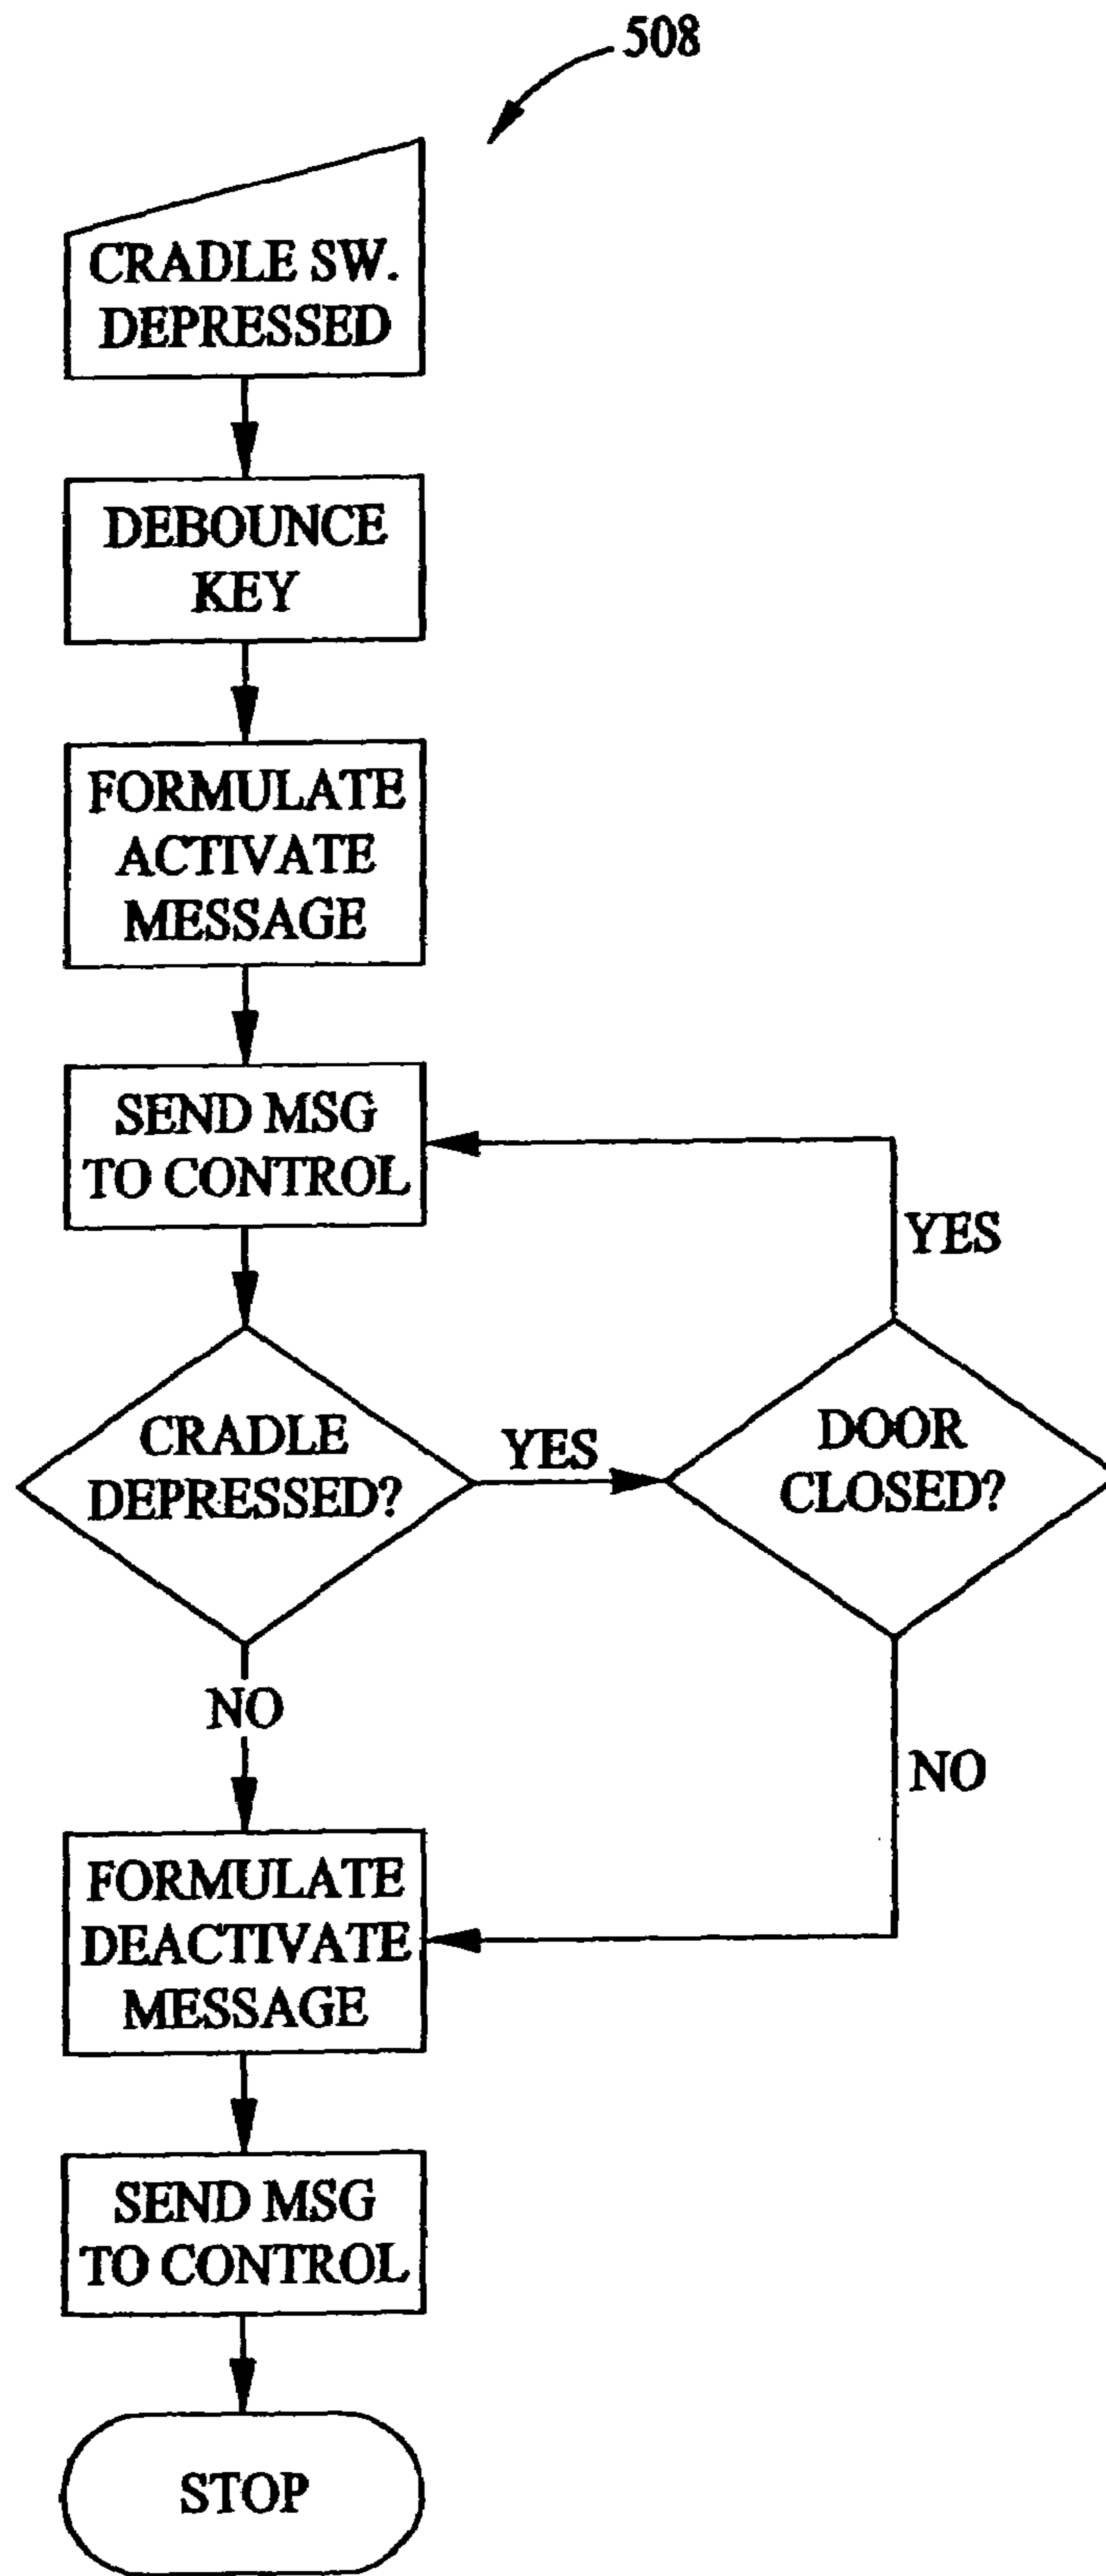 508
CRADLE SW.
DEPRESSED
DEBOUNCE
KEY
FORMULATE
ACTIVATE
MESSAGE
SEND MSG
TO CONTROL
YES
CRADLE
DEPRESSED?
YES
DOOR
CLOSED?
NO
NO
FORMULATE
DEACTIVATE
MESSAGE
SEND MSG
TO CONTROL
STOP